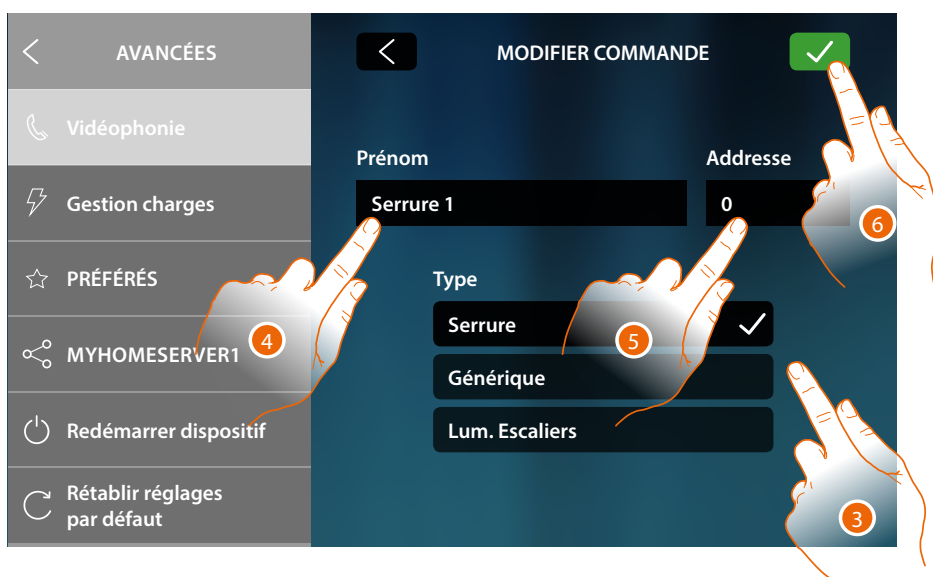 AVANCÉES
MODIFIER COMMANDE
Vidéophonie
Gestion charges
PRÉFÉRÉS
MYHOMESERVER1
Redémarrer dispositif
Rétablir réglages
par défaut
Prénom
Addresse
Serrure 1
0
6
Type
Serrure
4
5
Générique
Lum. Escaliers
3